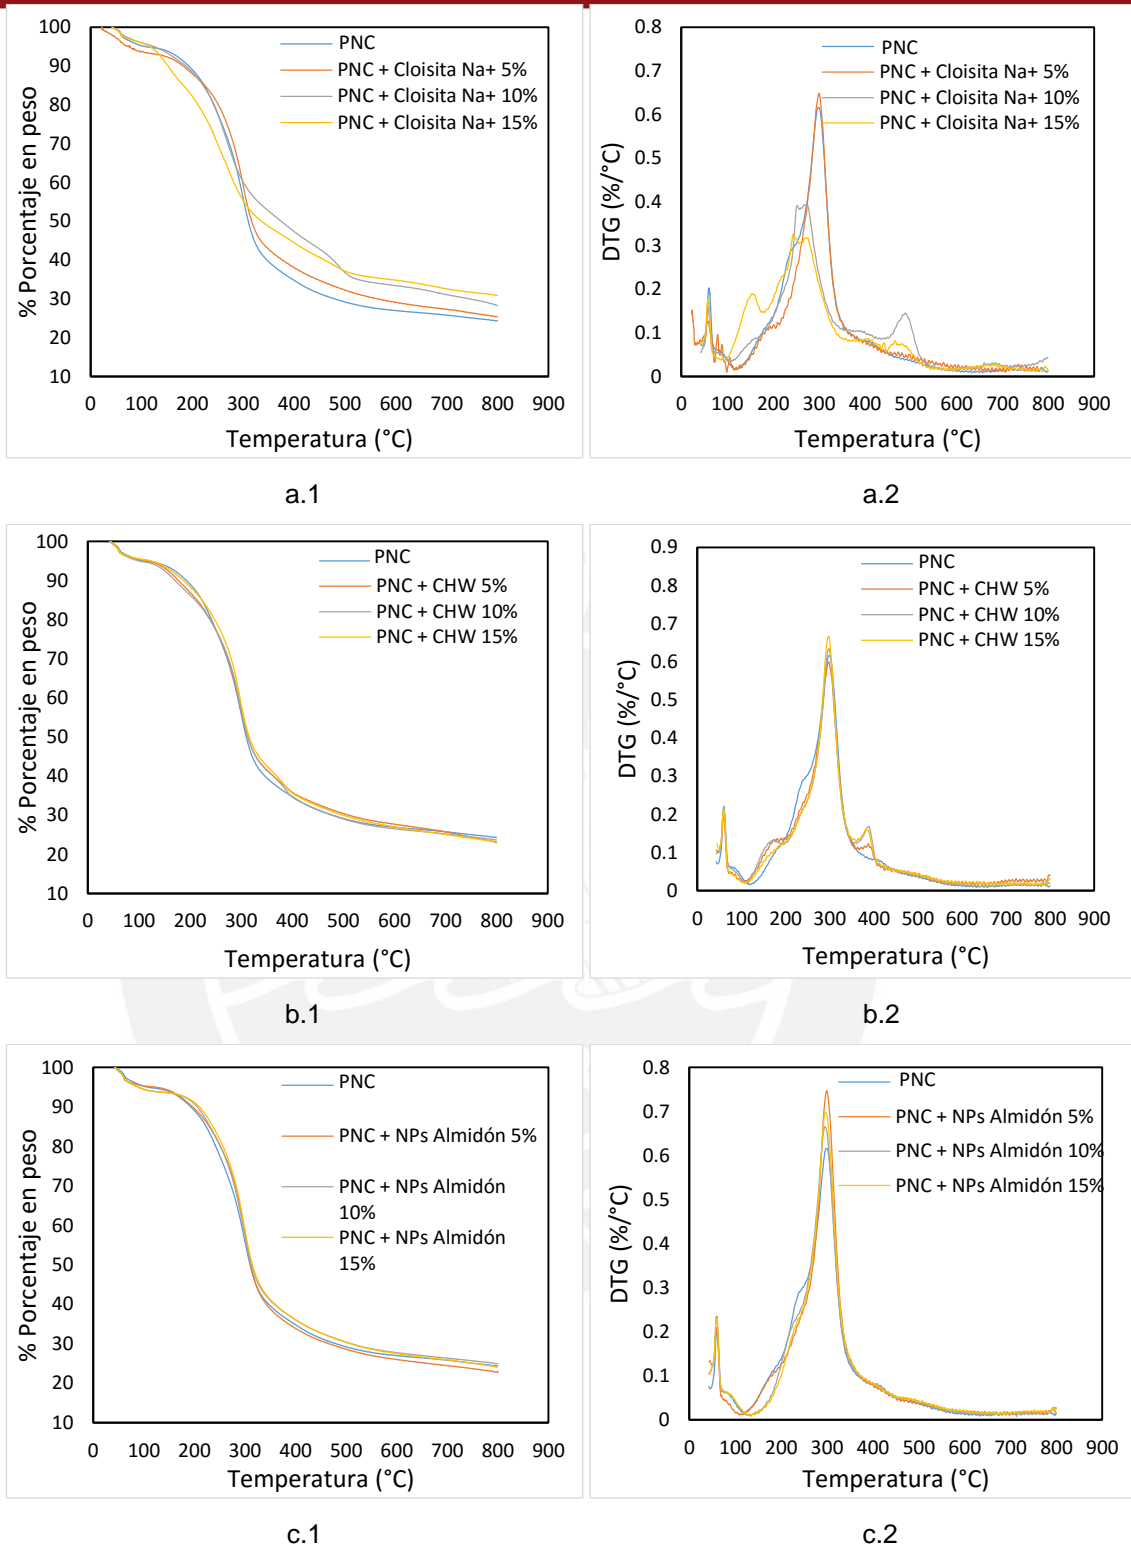 100
90
80
70
60
50
40
30
20
10
% Porcentaje en peso
PNC
PNC + Cloisita Na+ 5%
PNC + Cloisita Na+ 10%
PNC + Cloisita Na+ 15%
0 100 200 300 400 500 600 700 800 900
Temperatura (°C)
a.1
0.8
0.7
0.6
0.5
0.4
0.3
0.2
0.1
0
DTG (%/°C)
PNC
PNC + Cloisita Na+ 5%
PNC + Cloisita Na+ 10%
PNC + Cloisita Na+ 15%
0 100 200 300 400 500 600 700 800 900
Temperatura (°C)
a.2
100
90
80
70
60
50
40
30
20
10
% Porcentaje en peso
PNC
PNC + CHW 5%
PNC + CHW 10%
PNC + CHW 15%
0 100 200 300 400 500 600 700 800 900
Temperatura (°C)
b.1
0.9
0.8
0.7
0.6
0.5
0.4
0.3
0.2
0.1
0
DTG (%/°C)
PNC
PNC + CHW 5%
PNC + CHW 10%
PNC + CHW 15%
0 100 200 300 400 500 600 700 800 900
Temperatura (°C)
b.2
100
90
80
70
60
50
40
30
20
10
% Porcentaje en peso
PNC
PNC + NPs Almidón 5%
PNC + NPs Almidón
10%
PNC + NPs Almidón
15%
0 100 200 300 400 500 600 700 800 900
Temperatura (°C)
c.1
0.8
0.7
0.6
0.5
0.4
0.3
0.2
0.1
0
DTG (%/°C)
PNC
PNC + NPs Almidón 5%
PNC + NPs Almidón 10%
PNC + NPs Almidón 15%
0 100 200 300 400 500 600 700 800 900
Temperatura (°C)
c.2